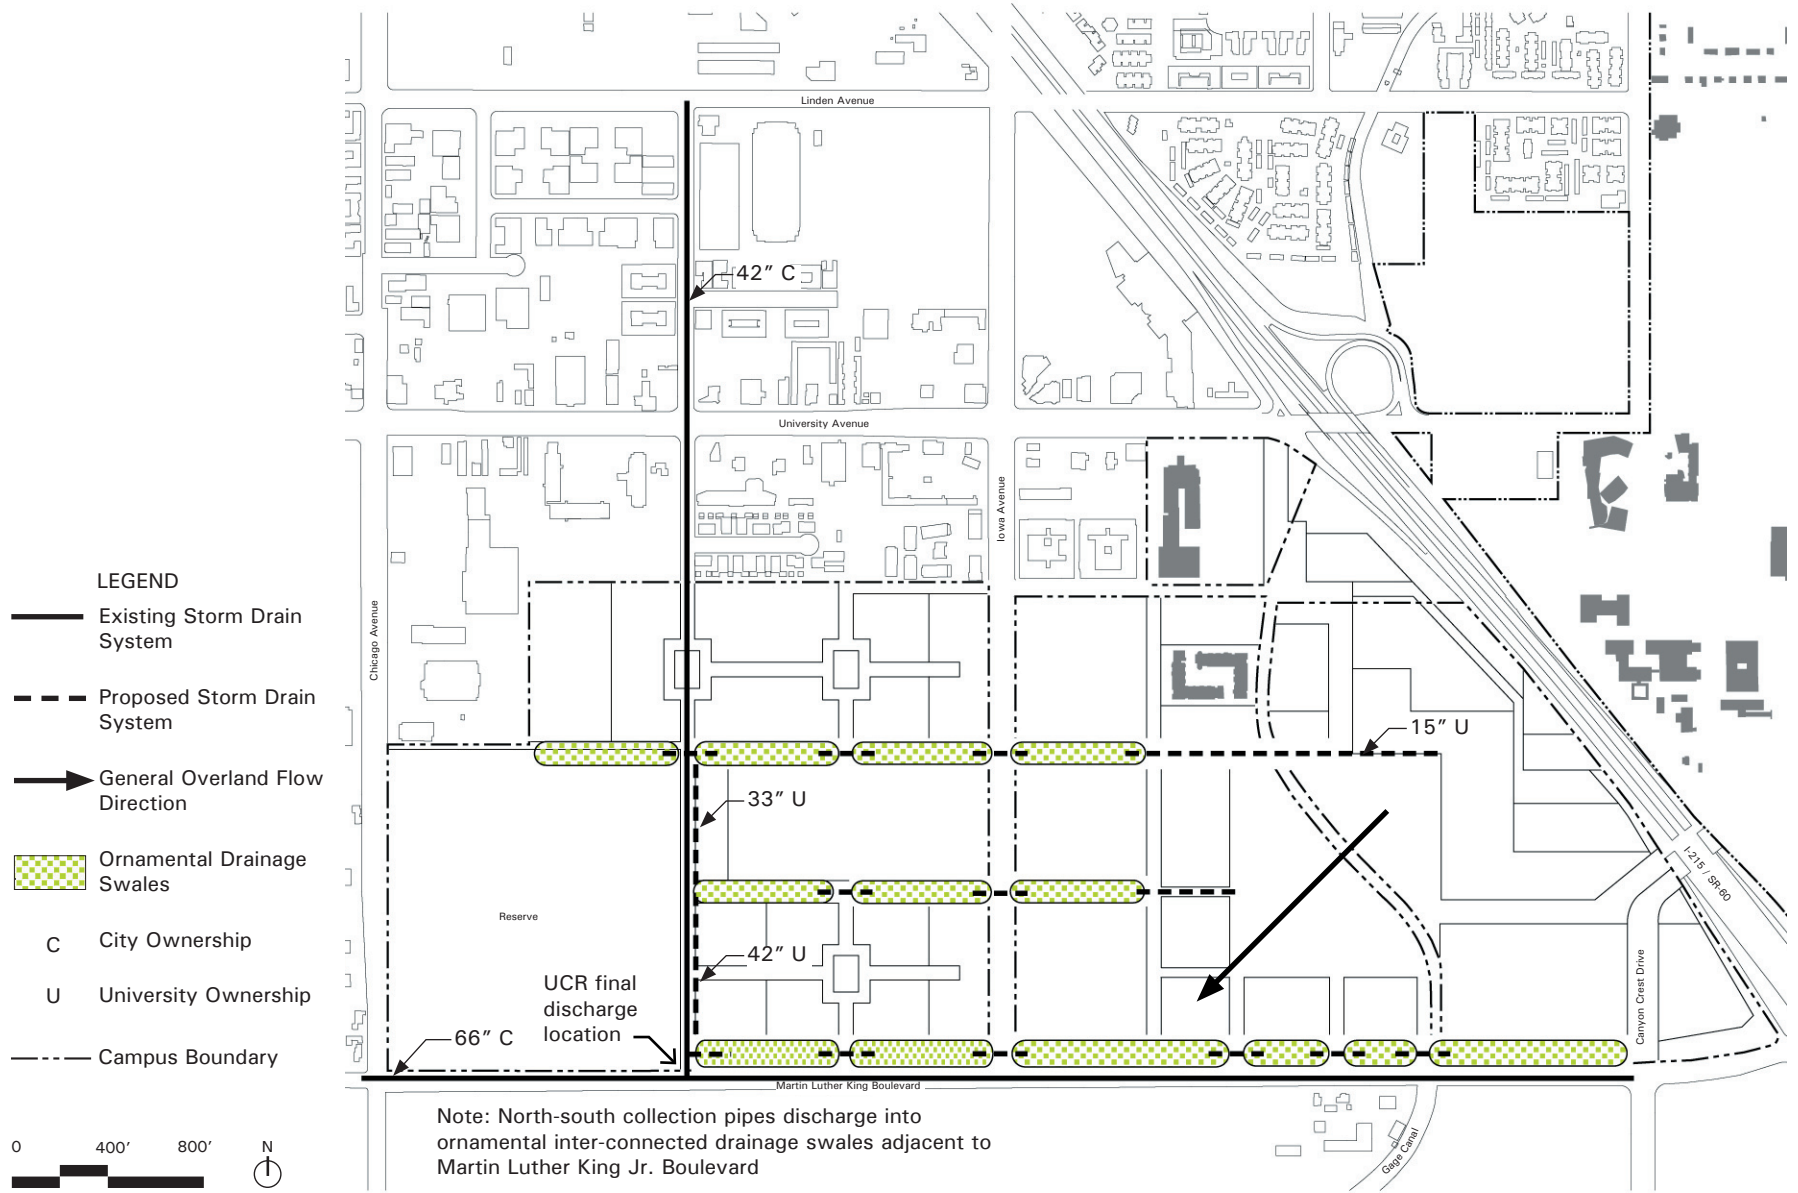 Linden Avenue
42” C
University Avenue
Iowa Avenue
Chicago Avenue
15” U
33” U
I-215 / SR-60
Reserve
42” U
Canyon Crest Drive
UCR final
discharge
location
66” C
Martin Luther King Boulevard
Gage Canal
LEGEND
Existing Storm Drain
System
Proposed Storm Drain
System
General Overland Flow
Direction
Ornamental Drainage
Swales
C City Ownership
U University Ownership
Campus Boundary
0 400’ 800’ N
Note: North-south collection pipes discharge into
ornamental inter-connected drainage swales adjacent to
Martin Luther King Jr. Boulevard